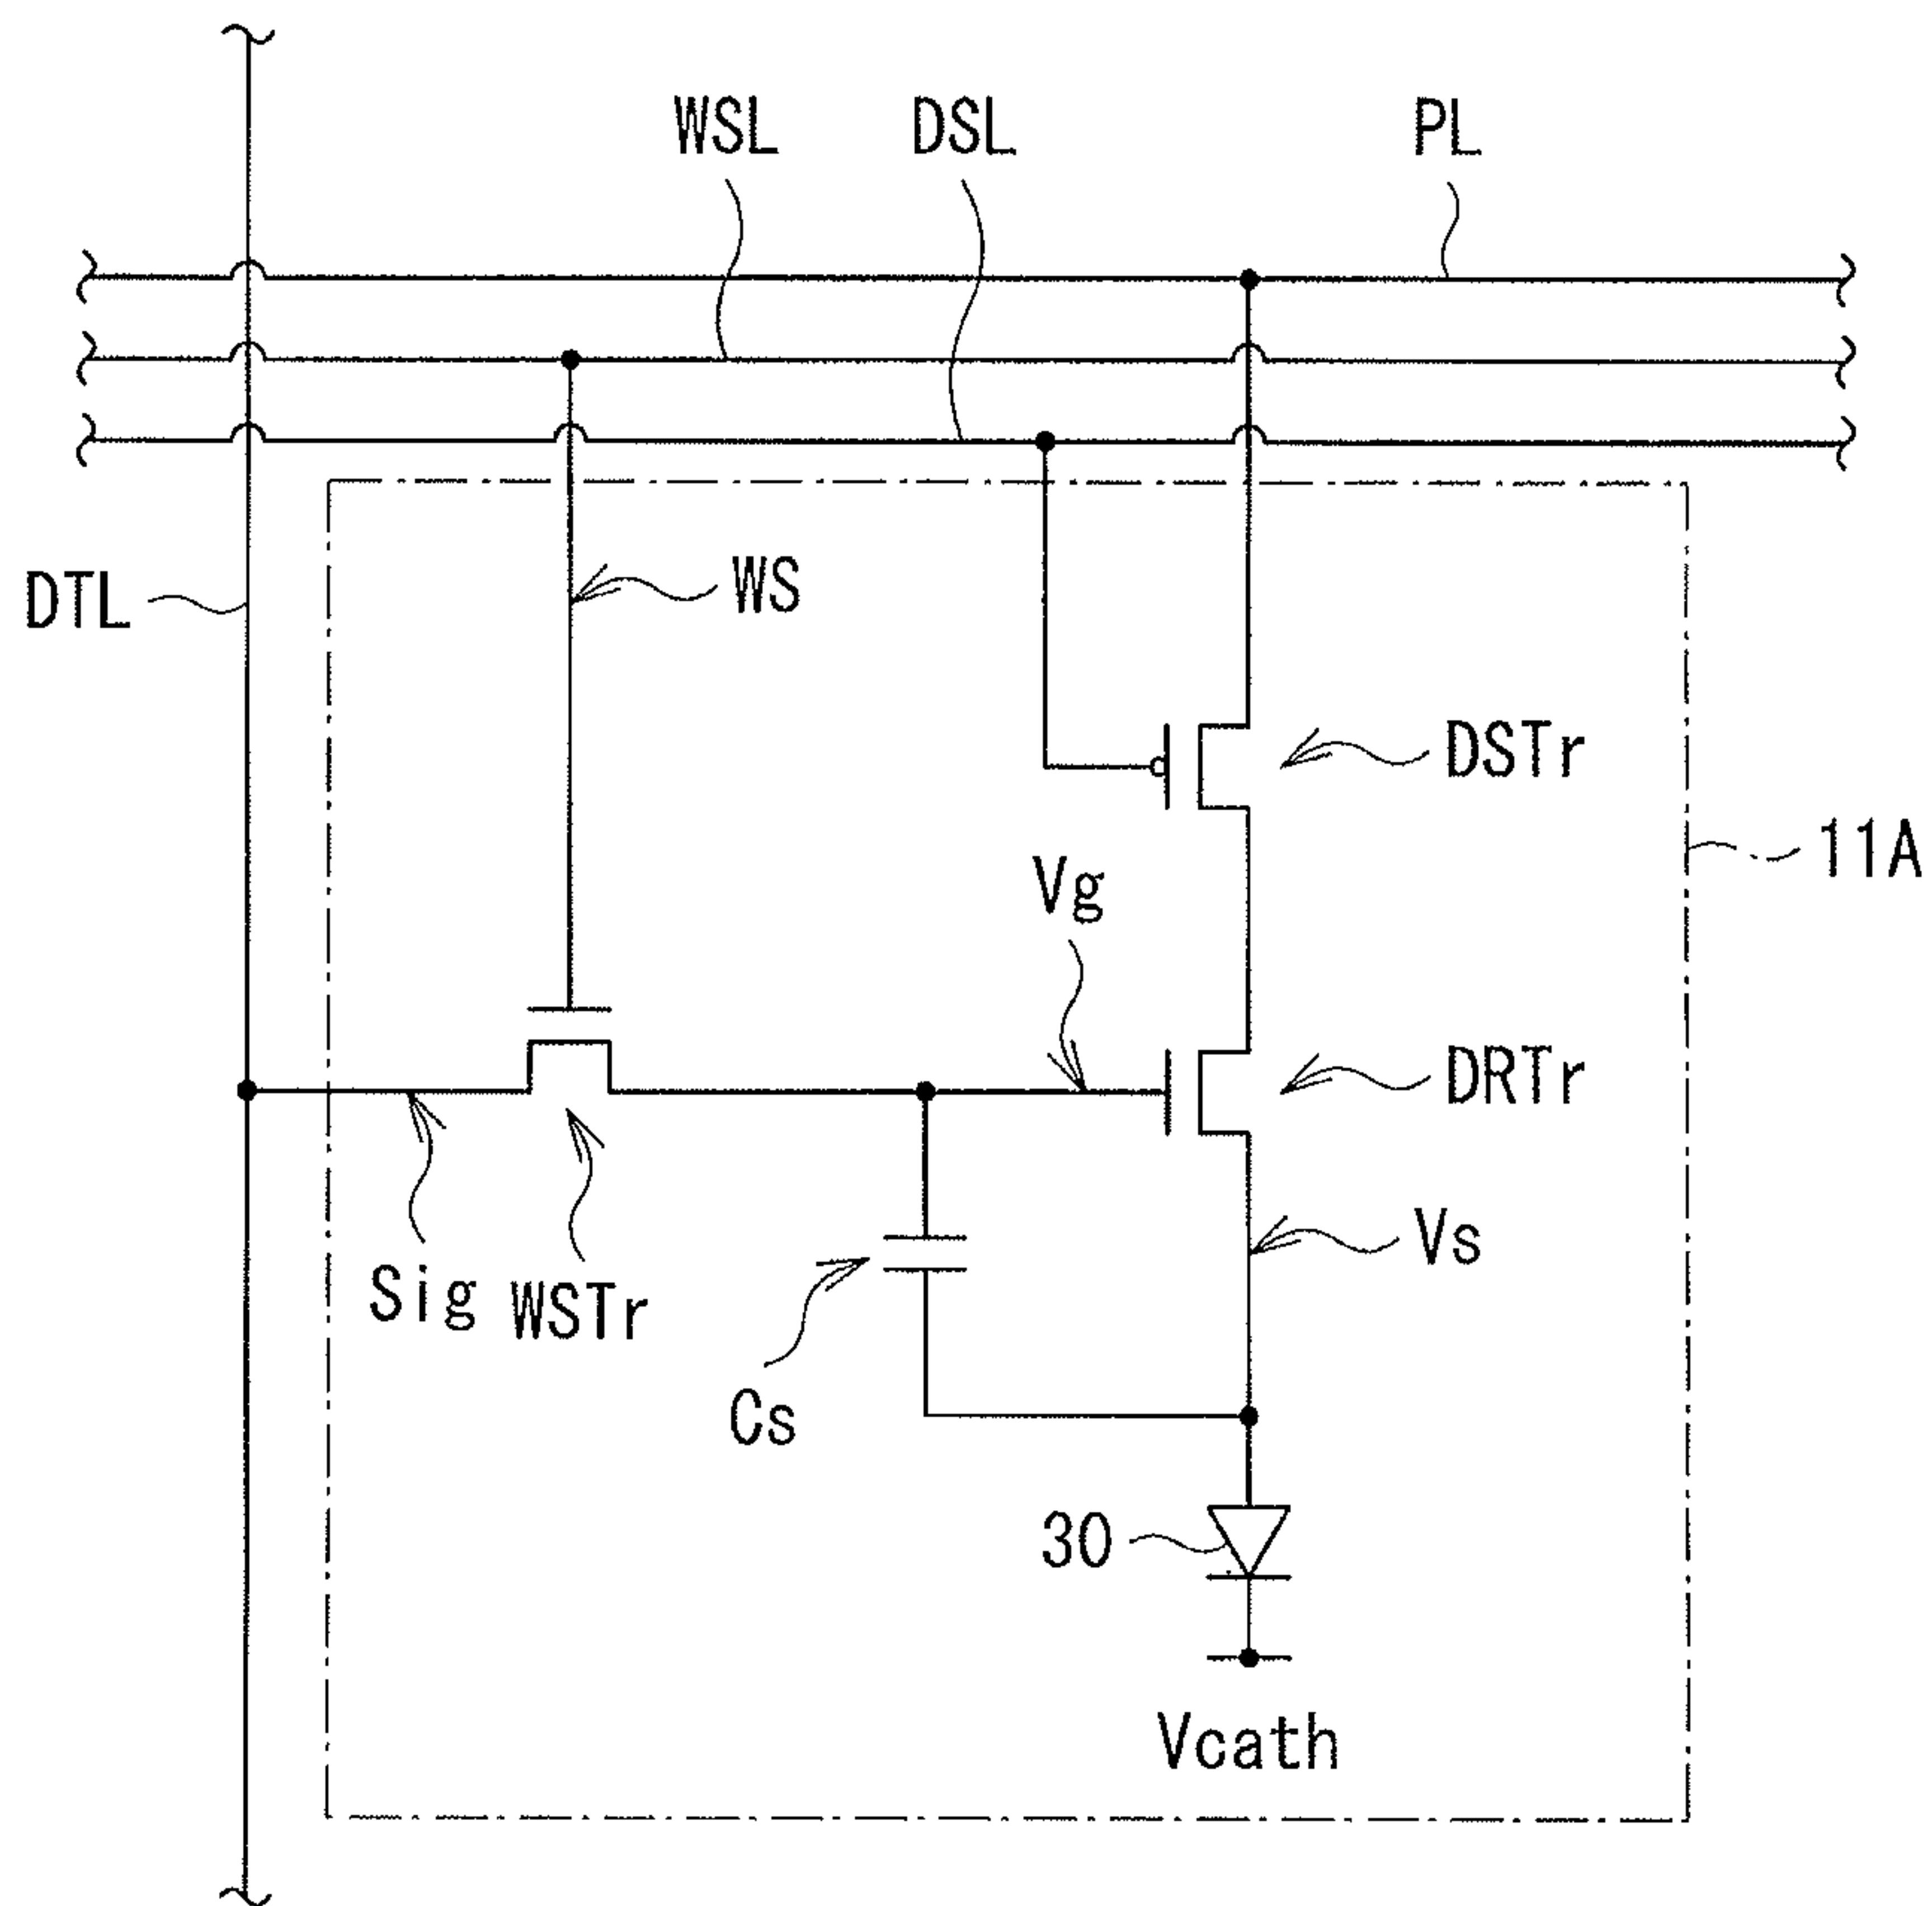 WSL
DSL
PL
DTL
WS
DSTr
11A
Vg
DRTr
Vs
Sig
WSTr
Cs
30
Vcath